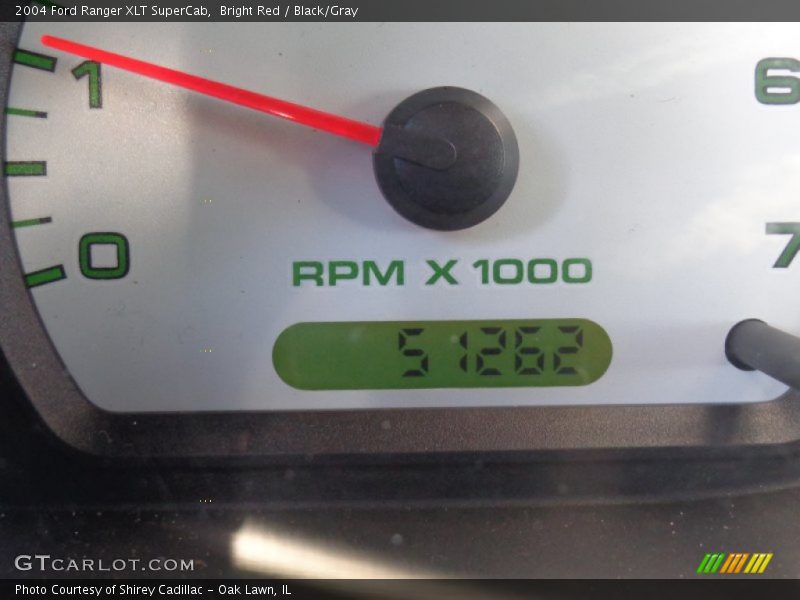 2004 Ford Ranger XLT SuperCab,  Bright Red / Black/Gray
1
6
0
7
RPM X 1000
51262
GTCARLOT.COM
Photo Courtesy of Shirey Cadillac - Oak Lawn, IL